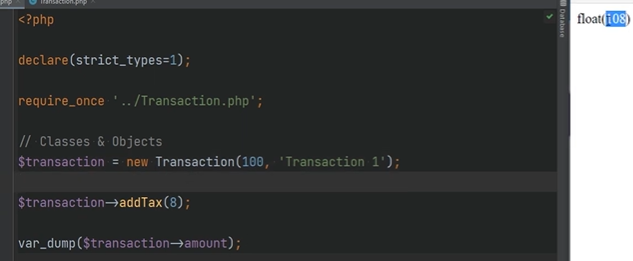 php Transaction.php
<?php
declare(strict_types=1);
require_once '../Transaction.php';
// Classes & Objects
$transaction = new Transaction(100, 'Transaction 1');
$transaction->addTax(8);
var_dump($transaction->amount);
Database
float(108)